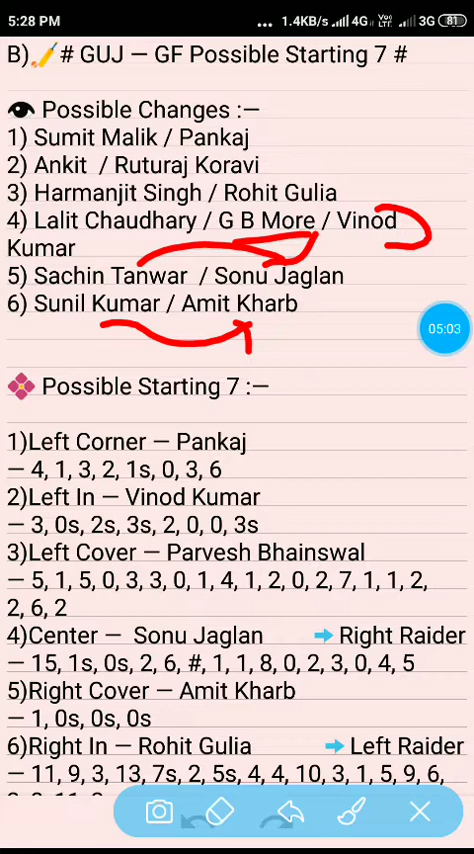 5:28 PM ... 1.4KB/s 4G VoLTE 3G 81
B) # GUJ — GF Possible Starting 7 #
Possible Changes :—
1) Sumit Malik / Pankaj
2) Ankit / Ruturaj Koravi
3) Harmanjit Singh / Rohit Gulia
4) Lalit Chaudhary / G B More / Vinod
Kumar
5) Sachin Tanwar / Sonu Jaglan
6) Sunil Kumar / Amit Kharb
05:03
Possible Starting 7 :—
1)Left Corner — Pankaj
— 4, 1, 3, 2, 1s, 0, 3, 6
2)Left In — Vinod Kumar
— 3, 0s, 2s, 3s, 2, 0, 0, 3s
3)Left Cover — Parvesh Bhainswal
— 5, 1, 5, 0, 3, 3, 0, 1, 4, 1, 2, 0, 2, 7, 1, 1, 2,
2, 6, 2
4)Center — Sonu Jaglan ➡ Right Raider
— 15, 1s, 0s, 2, 6, #, 1, 1, 8, 0, 2, 3, 0, 4, 5
5)Right Cover — Amit Kharb
— 1, 0s, 0s, 0s
6)Right In — Rohit Gulia ➡ Left Raider
— 11, 9, 3, 13, 7s, 2, 5s, 4, 4, 10, 3, 1, 5, 9, 6,